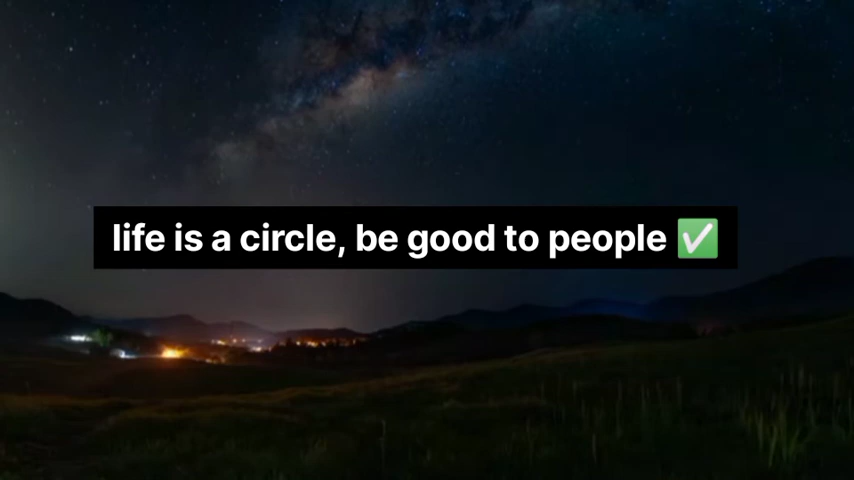 life is a circle, be good to people ✅